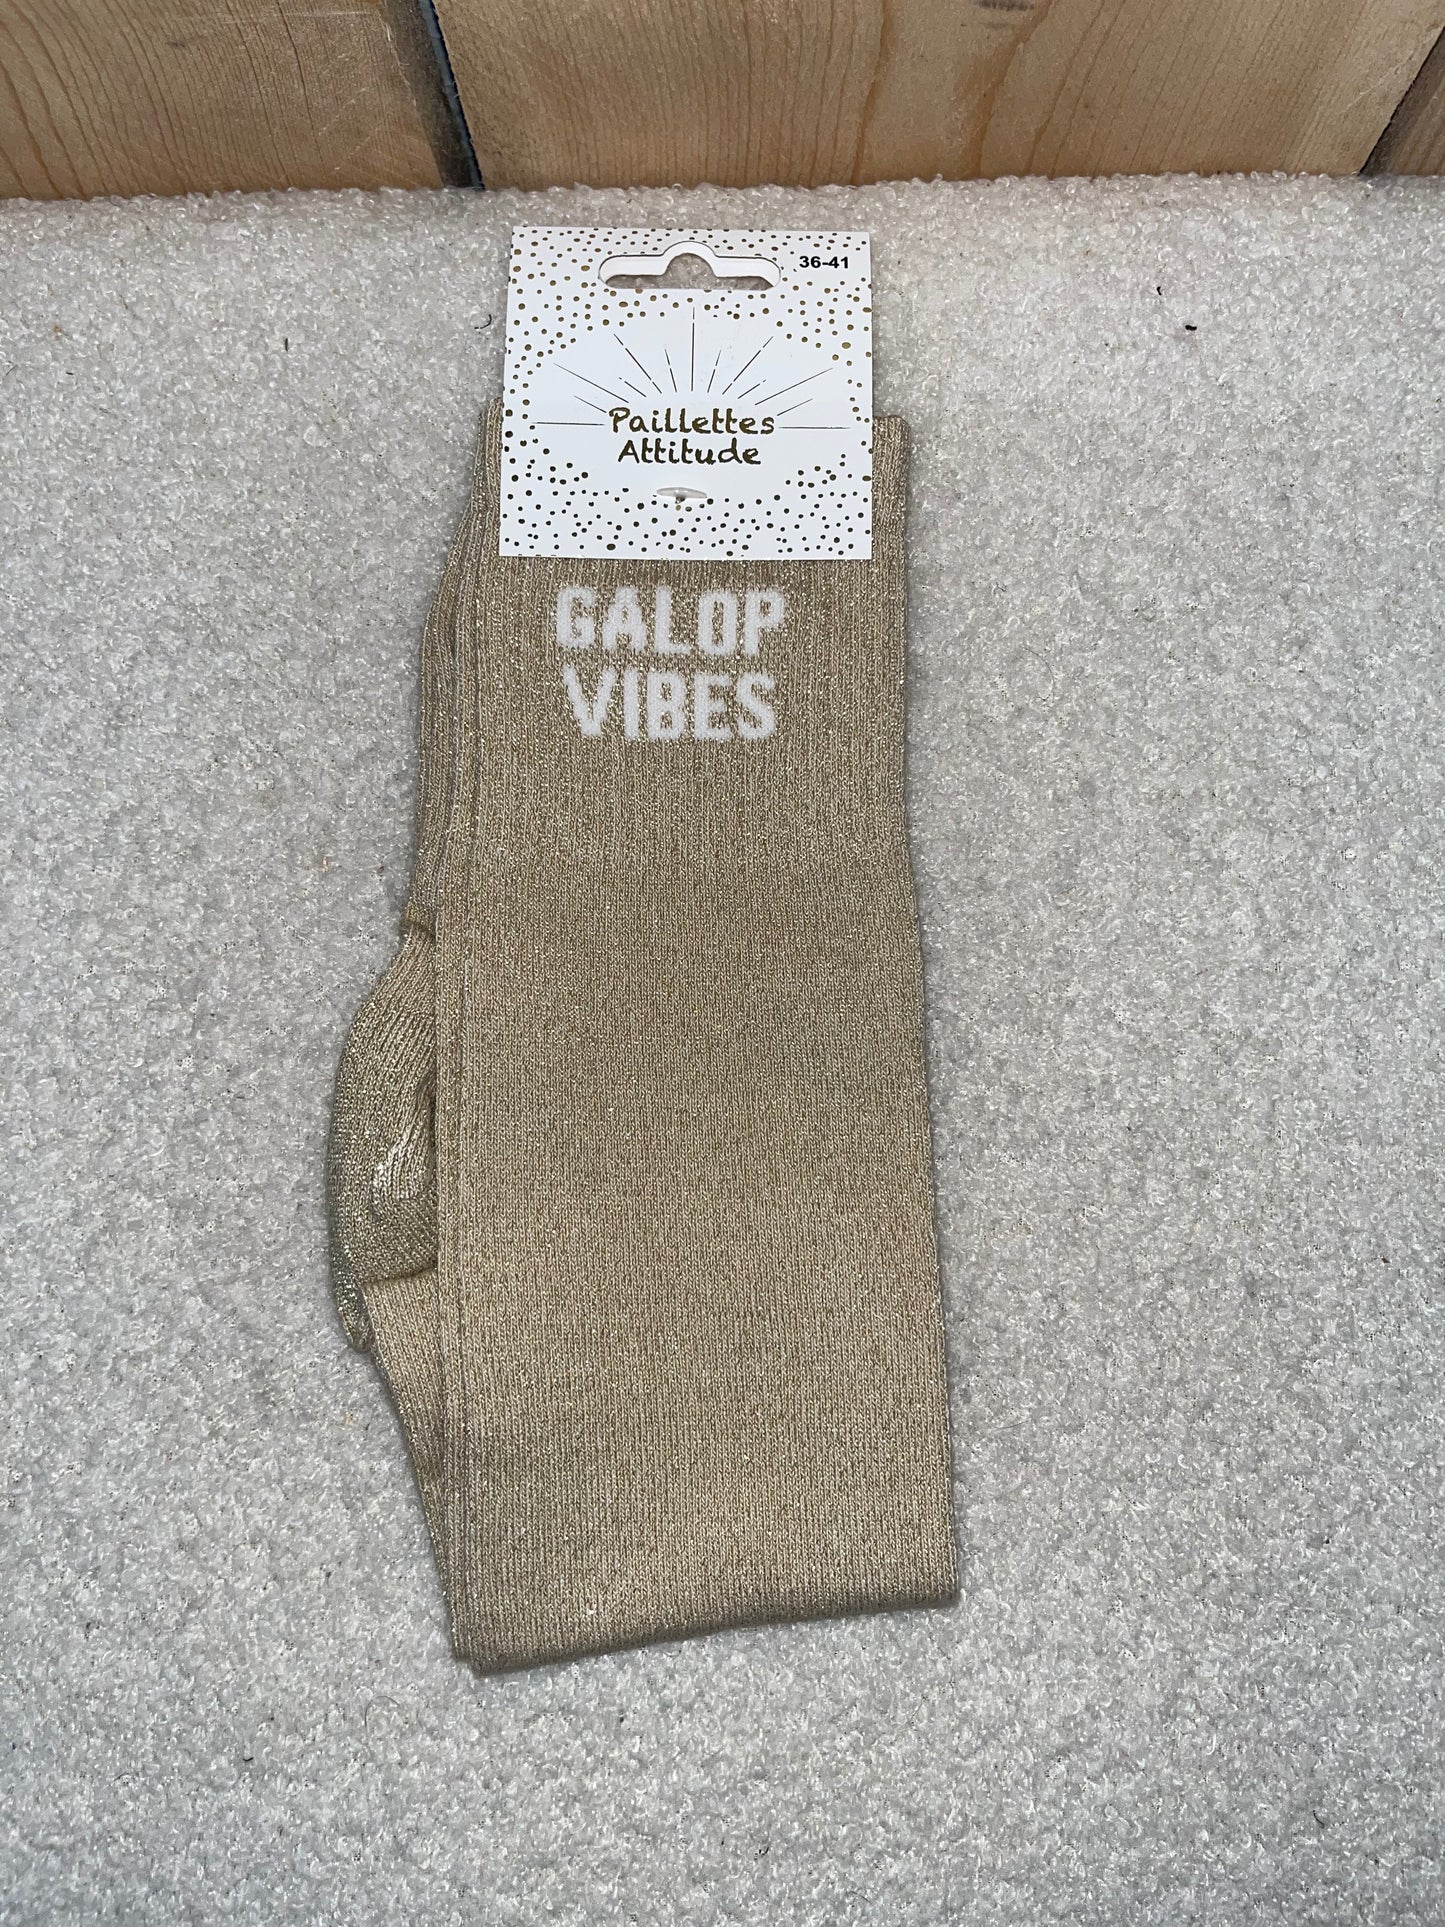 36-41
Paillettes
Attitude
GALOP
VIBES